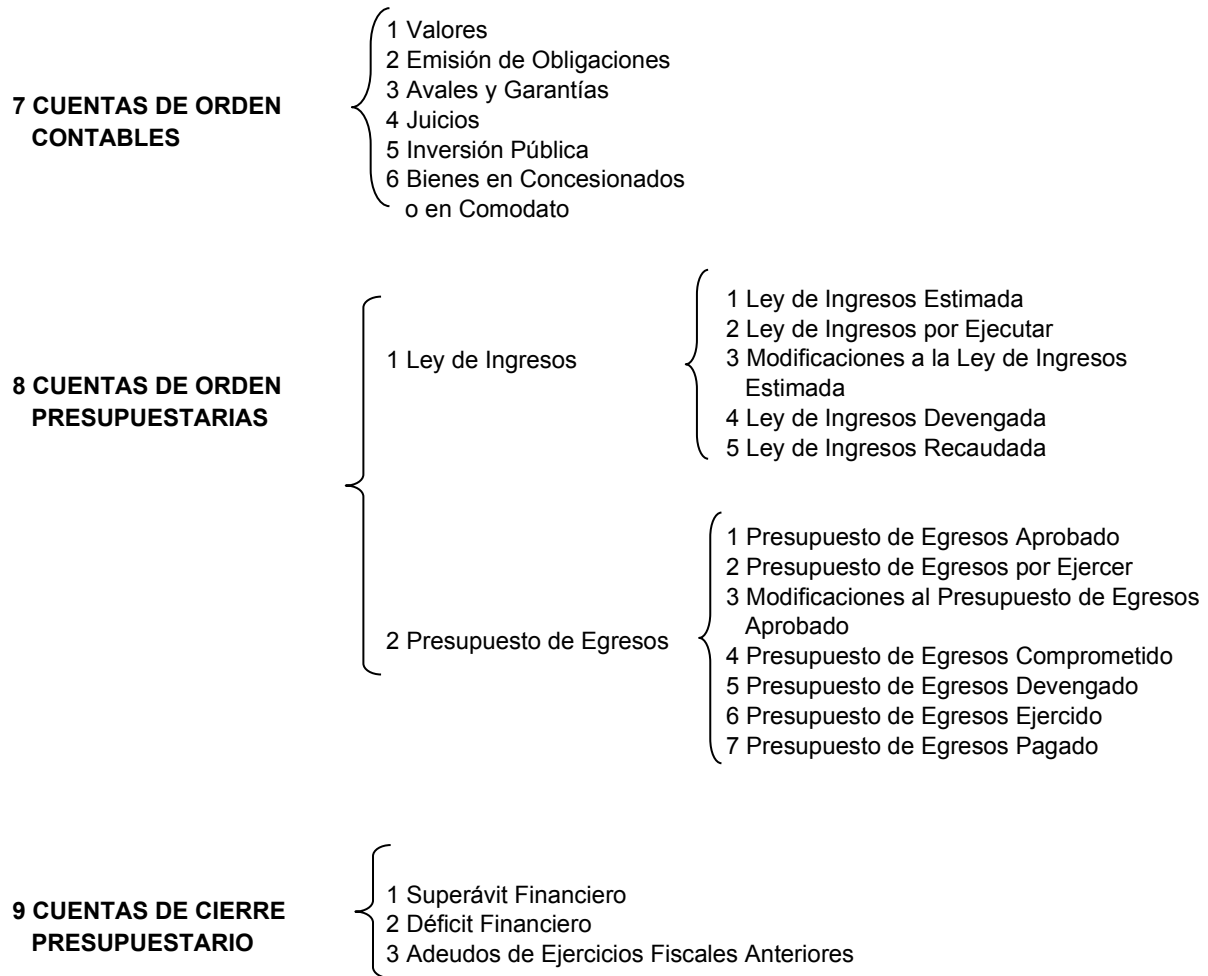 7 CUENTAS DE ORDEN
CONTABLES
1 Valores
2 Emisión de Obligaciones
3 Avales y Garantías
4 Juicios
5 Inversión Pública
6 Bienes en Concesionados
o en Comodato
8 CUENTAS DE ORDEN
PRESUPUESTARIAS
1 Ley de Ingresos
1 Ley de Ingresos Estimada
2 Ley de Ingresos por Ejecutar
3 Modificaciones a la Ley de Ingresos
Estimada
4 Ley de Ingresos Devengada
5 Ley de Ingresos Recaudada
2 Presupuesto de Egresos
1 Presupuesto de Egresos Aprobado
2 Presupuesto de Egresos por Ejercer
3 Modificaciones al Presupuesto de Egresos
Aprobado
4 Presupuesto de Egresos Comprometido
5 Presupuesto de Egresos Devengado
6 Presupuesto de Egresos Ejercido
7 Presupuesto de Egresos Pagado
9 CUENTAS DE CIERRE
PRESUPUESTARIO
1 Superávit Financiero
2 Déficit Financiero
3 Adeudos de Ejercicios Fiscales Anteriores